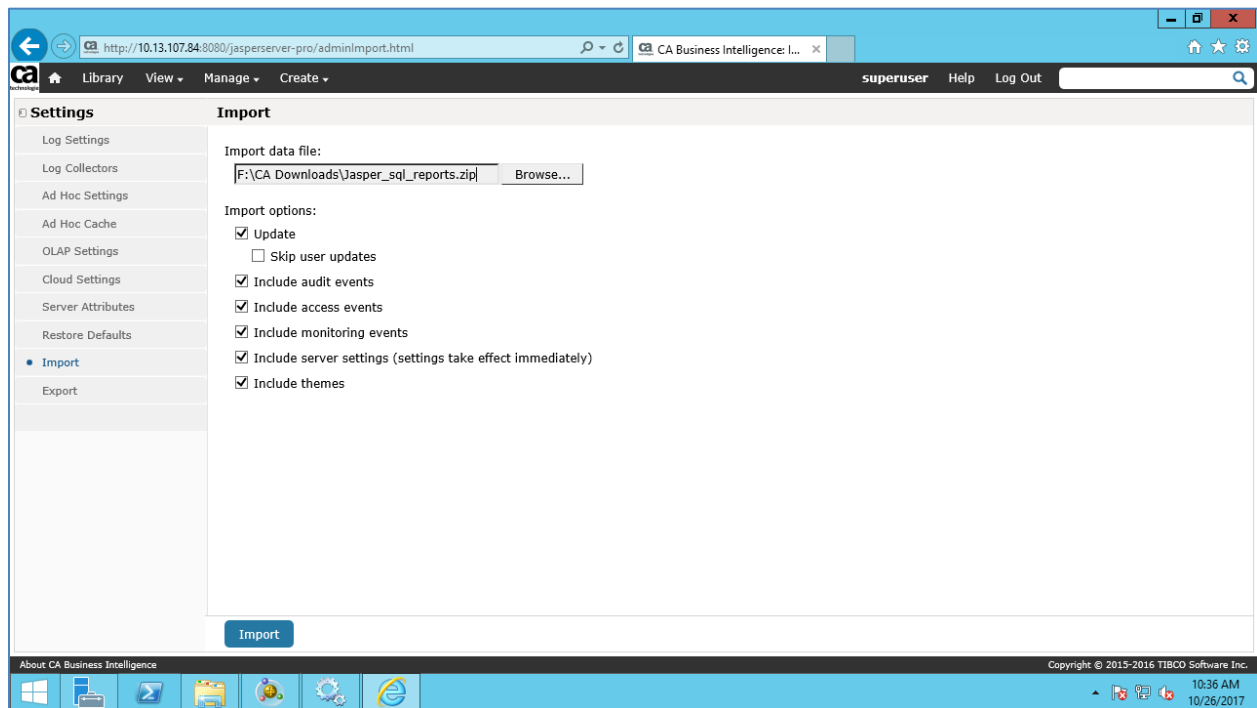 http://10.13.107.84:8080/jasperserver-pro/adminImport.html
CA Business Intelligence: I...
ca technologies
Library View Manage Create superuser Help Log Out
Settings
Log Settings
Log Collectors
Ad Hoc Settings
Ad Hoc Cache
OLAP Settings
Cloud Settings
Server Attributes
Restore Defaults
Import
Export
Import
Import data file:
F:\CA Downloads\Jasper_sql_reports.zip Browse...
Import options:
Update
Skip user updates
Include audit events
Include access events
Include monitoring events
Include server settings (settings take effect immediately)
Include themes
Import
About CA Business Intelligence Copyright © 2015-2016 TIBCO Software Inc.
10:36 AM
10/26/2017